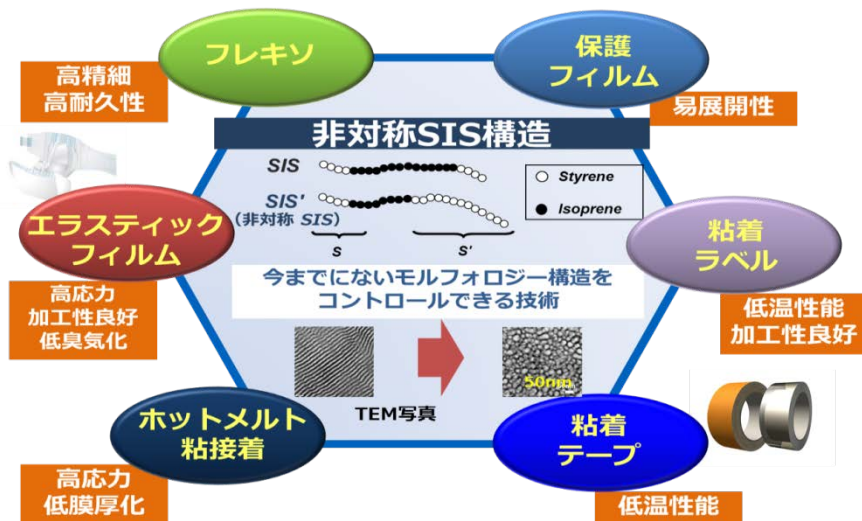 フレキソ
高精細
高耐久性
保護
フィルム
易展開性
非対称SIS構造
SIS
SIS'
(非対称 SIS)
S
S'
Styrene
Isoprene
エラスティック
フィルム
高応力
加工性良好
低臭気化
粘着
ラベル
低温性能
加工性良好
今までにないモルフォロジー構造を
コントロールできる技術
50nm
TEM写真
ホットメルト
粘接着
高応力
低膜厚化
粘着
テープ
低温性能